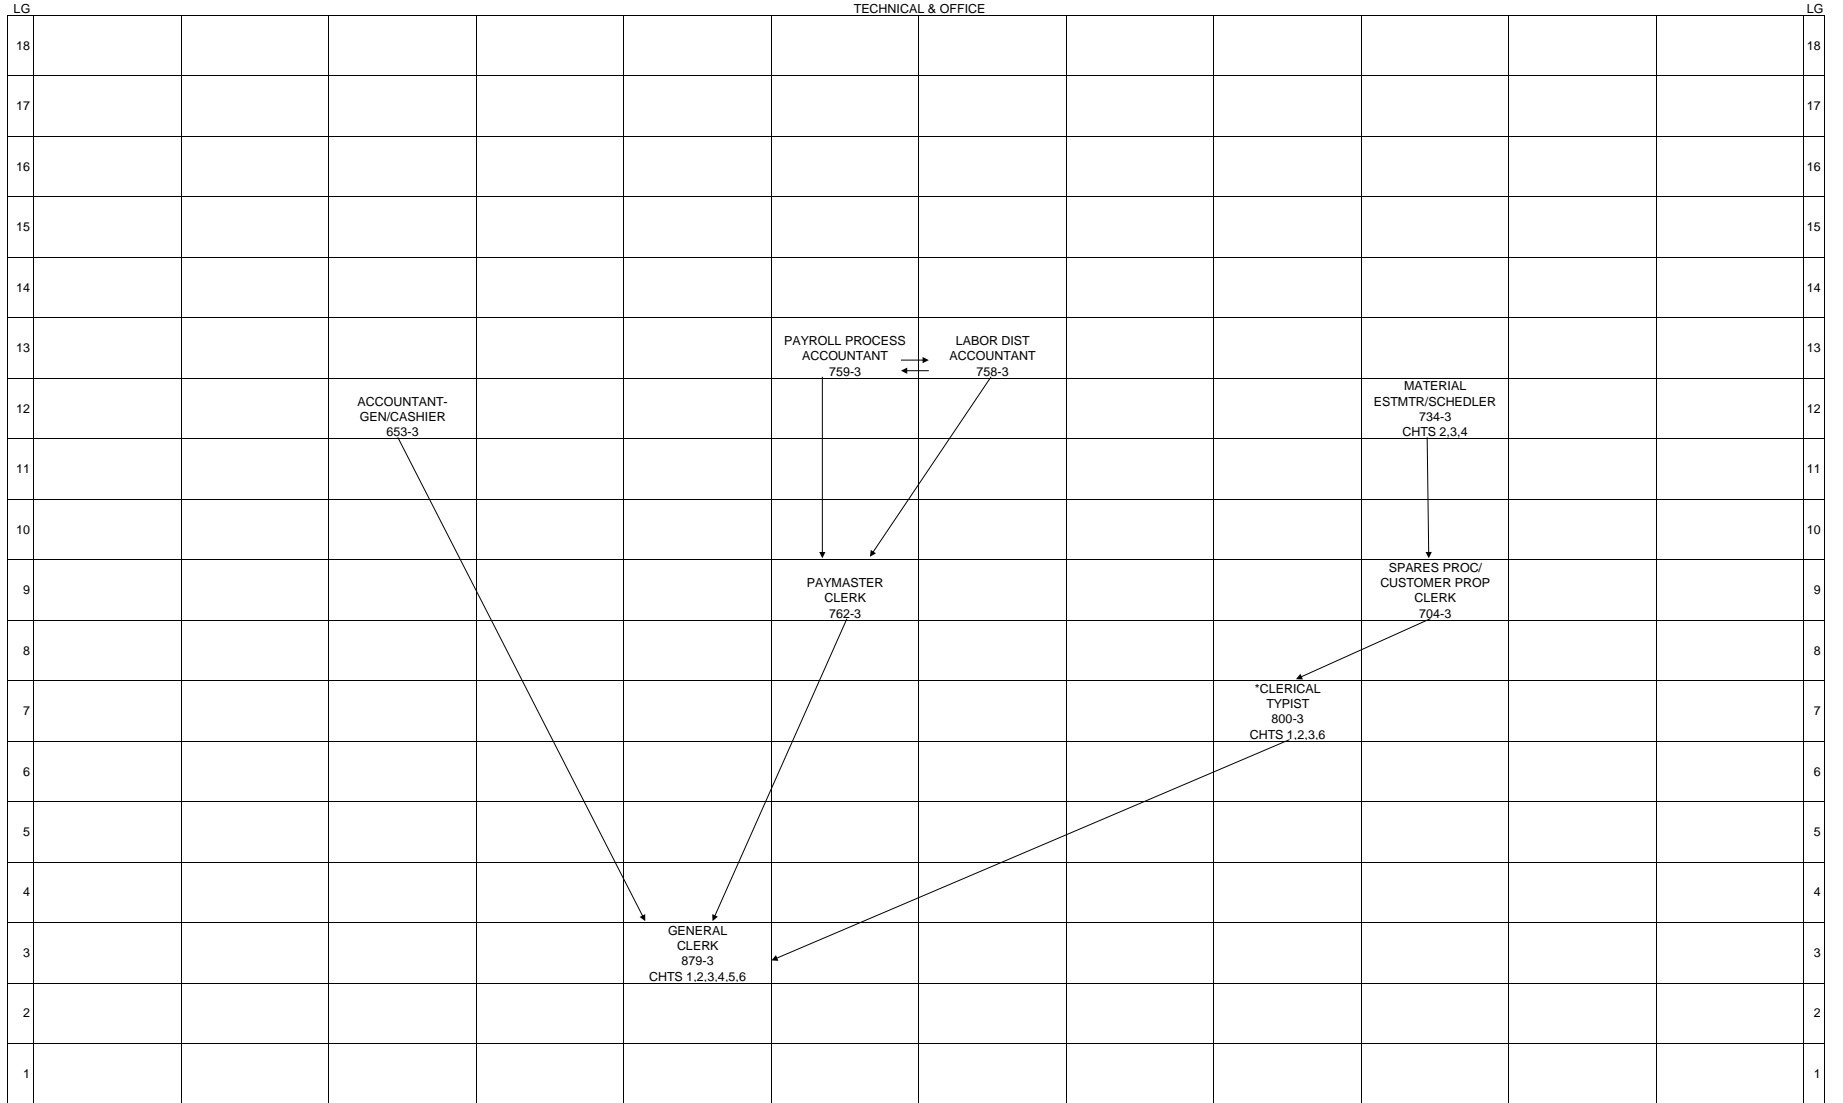 LG TECHNICAL & OFFICE LG
18 18
17 17
16 16
15 15
14 14
13 13
PAYROLL PROCESS
ACCOUNTANT
759-3
LABOR DIST
ACCOUNTANT
758-3
12 12
ACCOUNTANT-
GEN/CASHIER
653-3
MATERIAL
ESTMTR/SCHEDLER
734-3
CHTS 2,3,4
11 11
10 10
9 9
PAYMASTER
CLERK
762-3
SPARES PROC/
CUSTOMER PROP
CLERK
704-3
8 8
7 7
*CLERICAL
TYPIST
800-3
CHTS 1,2,3,6
6 6
5 5
4 4
3 3
GENERAL
CLERK
879-3
CHTS 1,2,3,4,5,6
2 2
1 1